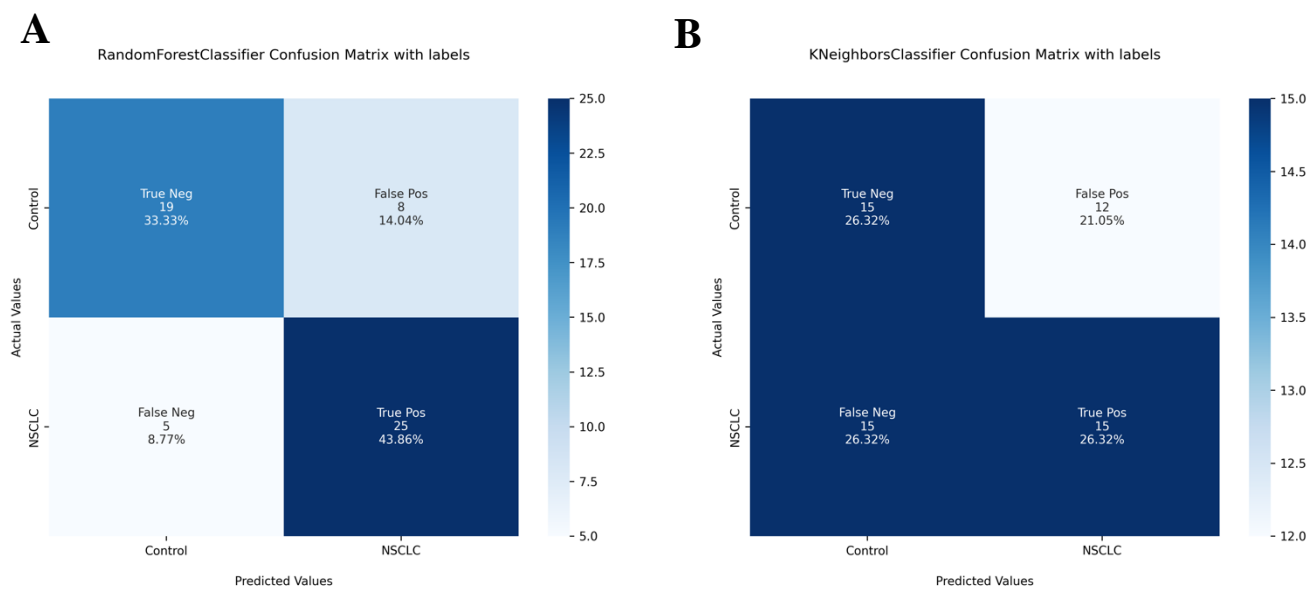 A
RandomForestClassifier Confusion Matrix with labels
True Neg
19
33.33%
False Pos
8
14.04%
False Neg
5
8.77%
True Pos
25
43.86%
Control
NSCLC
Actual Values
Control
NSCLC
Predicted Values
25.0
22.5
20.0
17.5
15.0
12.5
10.0
7.5
5.0
B
KNeighborsClassifier Confusion Matrix with labels
True Neg
15
26.32%
False Pos
12
21.05%
False Neg
15
26.32%
True Pos
15
26.32%
Control
NSCLC
Actual Values
Control
NSCLC
Predicted Values
15.0
14.5
14.0
13.5
13.0
12.5
12.0